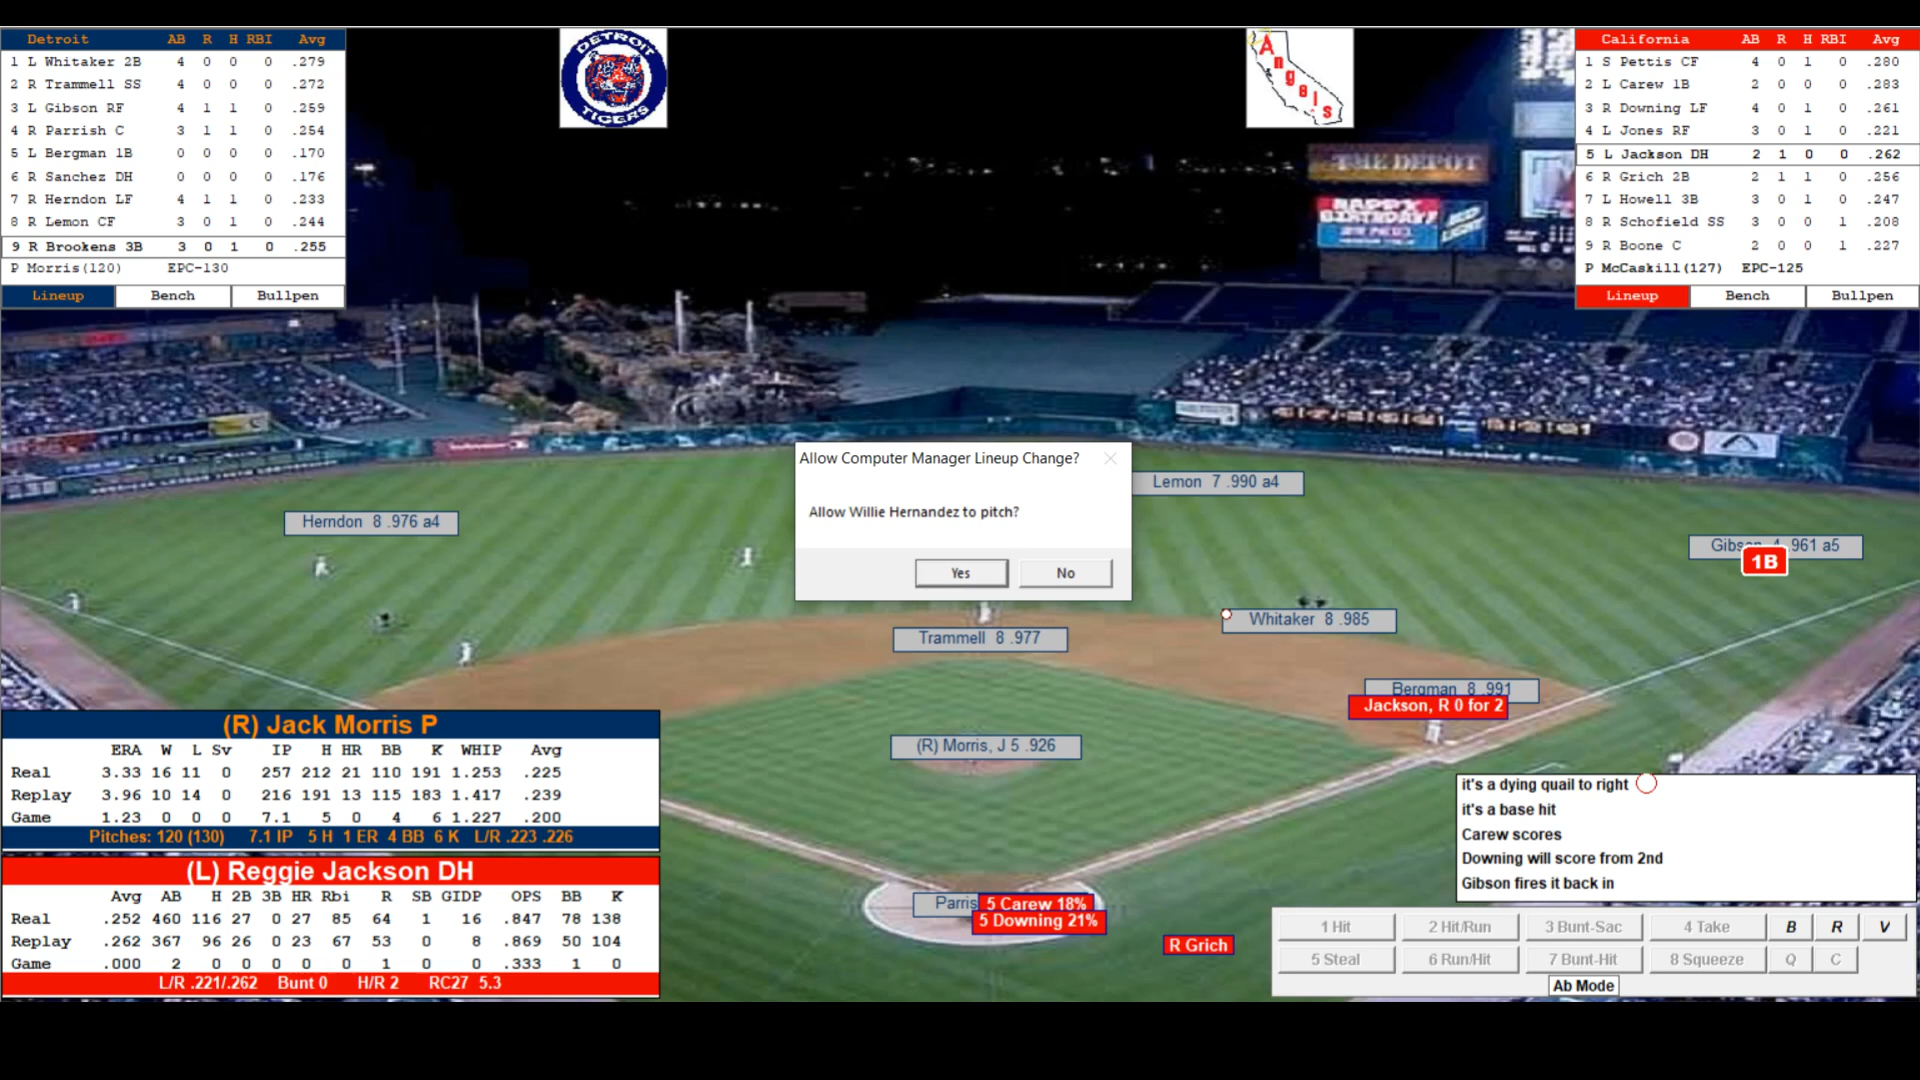 Detroit AB R H RBI Avg
1 L Whitaker 2B 4 0 0 0 .279
2 R Trammell SS 4 0 0 0 .272
3 L Gibson RF 4 1 1 0 .259
4 R Parrish C 3 1 1 0 .254
5 L Bergman 1B 0 0 0 0 .170
6 R Sanchez DH 0 0 0 0 .176
7 R Herndon LF 4 1 1 0 .233
8 R Lemon CF 3 0 1 0 .244
9 R Brookens 3B 3 0 1 0 .255
P Morris(120) EPC-130
Lineup Bench Bullpen
DETROIT
TIGERS
Angels
California AB R H RBI Avg
1 S Pettis CF 4 0 1 0 .280
2 L Carew 1B 2 0 0 0 .283
3 R Downing LF 4 0 1 0 .261
4 L Jones RF 3 0 1 0 .221
5 L Jackson DH 2 1 0 0 .262
6 R Grich 2B 2 1 1 0 .256
7 L Howell 3B 3 0 1 0 .247
8 R Schofield SS 3 0 0 1 .208
9 R Boone C 2 0 0 1 .227
P McCaskill(127) EPC-125
Lineup Bench Bullpen
THE DEPOT
HAPPY
BIRTHDAY!
Allow Computer Manager Lineup Change?
Allow Willie Hernandez to pitch?
Yes No
Lemon 7 .990 a4
Herndon 8 .976 a4
.961 a5
1B
Whitaker 8 .985
Trammell 8 .977
Bergman 8 .991
Jackson, R 0 for 2
(R) Morris, J 5 .926
Parris
5 Carew 18%
5 Downing 21%
R Grich
(R) Jack Morris P
ERA W L Sv IP H HR BB K WHIP Avg
Real 3.33 16 11 0 257 212 21 110 191 1.253 .225
Replay 3.96 10 14 0 216 191 13 115 183 1.417 .239
Game 1.23 0 0 0 7.1 5 0 4 6 1.227 .200
Pitches: 120 (130) 7.1 IP 5 H 1 ER 4 BB 6 K L/R .223 .226
(L) Reggie Jackson DH
Avg AB H 2B 3B HR Rbi R SB GIDP OPS BB K
Real .252 460 116 27 0 27 85 64 1 16 .847 78 138
Replay .262 367 96 26 0 23 67 53 0 8 .869 50 104
Game .000 2 0 0 0 0 0 1 0 0 .333 1 0
L/R .221/.262 Bunt 0 H/R 2 RC27 5.3
it's a dying quail to right
it's a base hit
Carew scores
Downing will score from 2nd
Gibson fires it back in
1 Hit 2 Hit/Run 3 Bunt-Sac 4 Take B R V
5 Steal 6 Run/Hit 7 Bunt-Hit 8 Squeeze Q C
Ab Mode